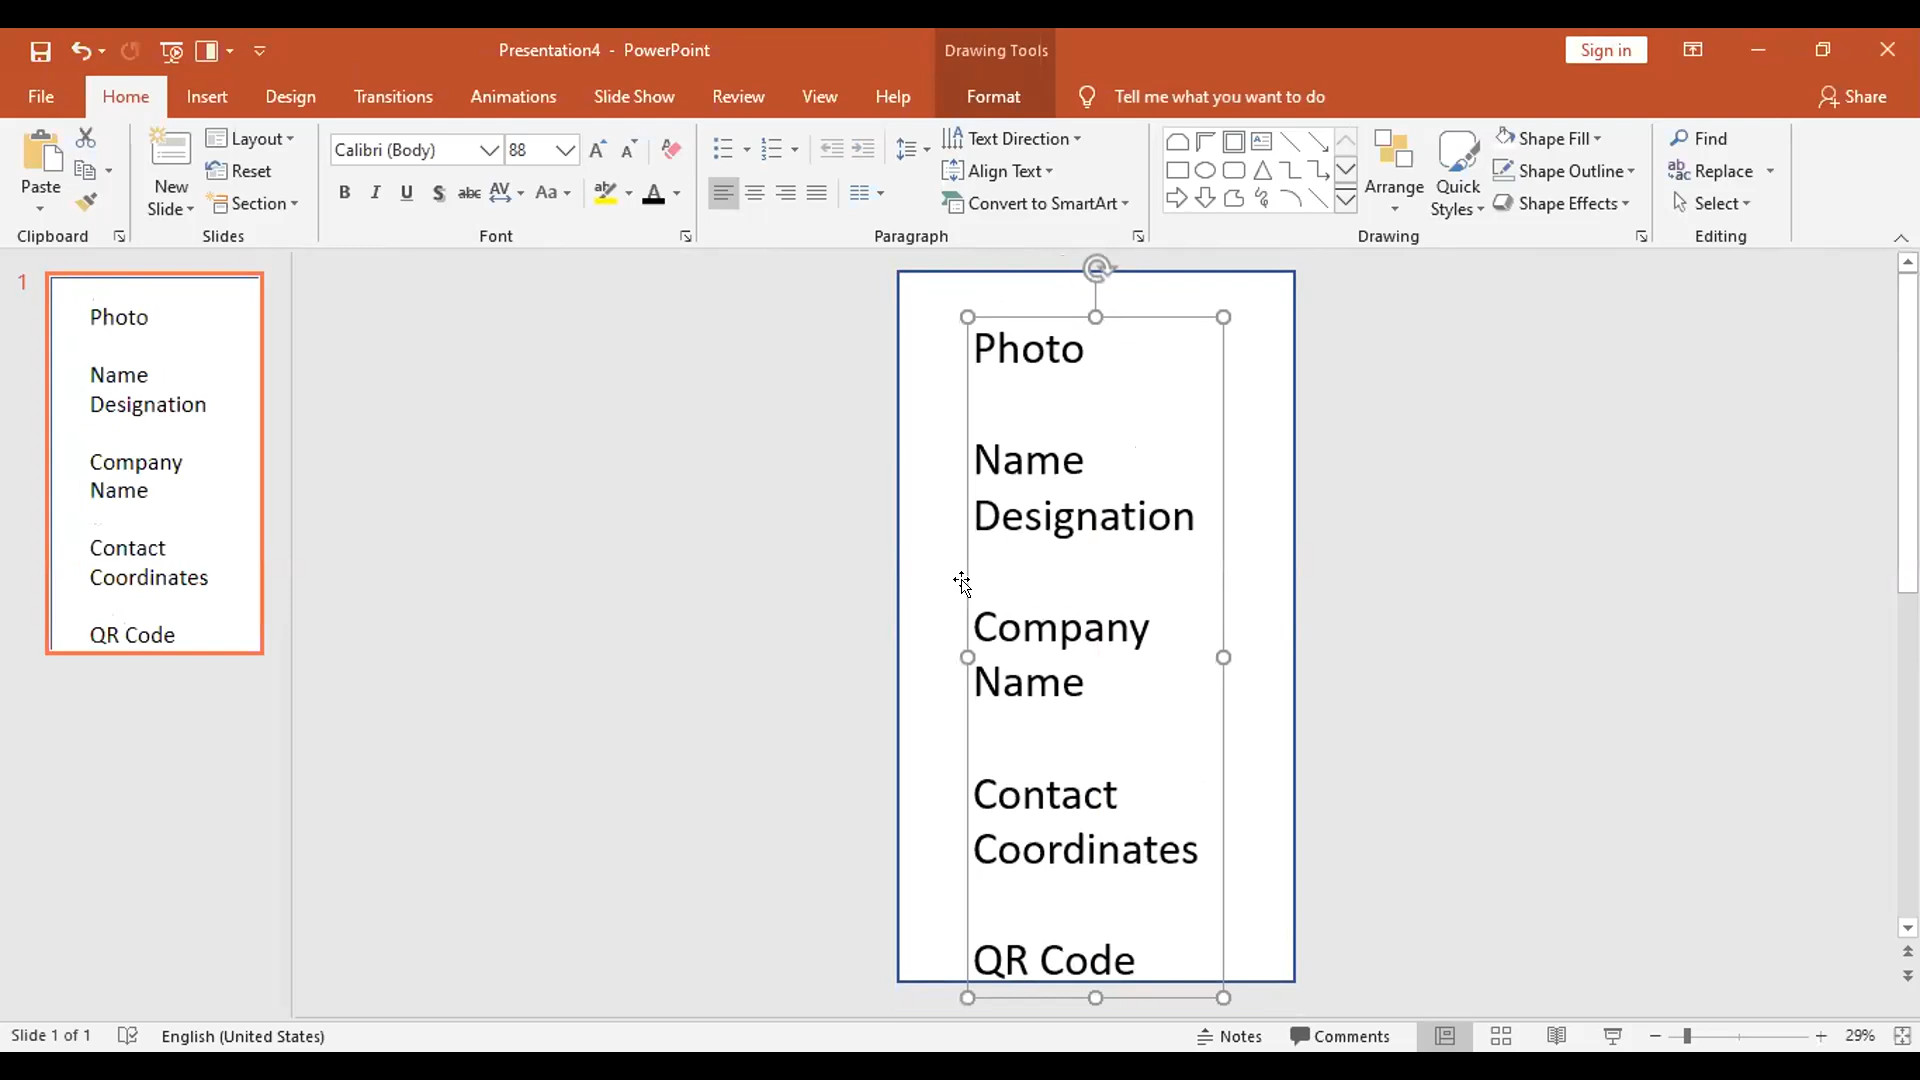 Presentation4 - PowerPoint
Drawing Tools
Sign in
File
Home
Insert
Design
Transitions
Animations
Slide Show
Review
View
Help
Format
Tell me what you want to do
Share
Paste
Clipboard
New Slide
Layout
Reset
Section
Slides
Calibri (Body)
88
B I U S abc AV Aa A
Font
Text Direction
Align Text
Convert to SmartArt
Paragraph
Arrange
Quick Styles
Shape Fill
Shape Outline
Shape Effects
Drawing
Find
Replace
Select
Editing
1
Photo
Name
Designation
Company
Name
Contact
Coordinates
QR Code
Photo
Name
Designation
Company
Name
Contact
Coordinates
QR Code
Slide 1 of 1
English (United States)
Notes
Comments
29%